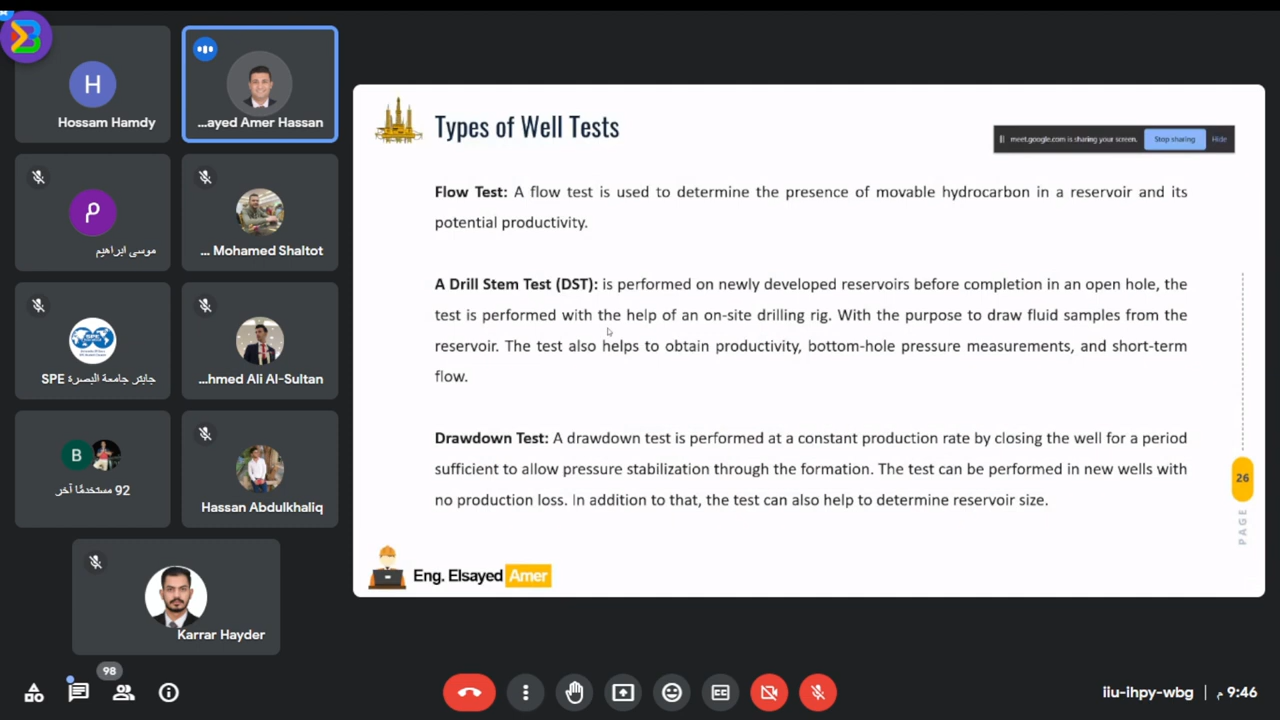 H
Hossam Hamdy
...ayed Amer Hassan
م
موسى ابراهيم
... Mohamed Shaltot
SPE
جابتر جامعة البصرة SPE
...hmed Ali Al-Sultan
B
92 مستخدمًا آخر
Hassan Abdulkhaliq
Karrar Hayder
Types of Well Tests
meet.google.com is sharing your screen.
Stop sharing
Hide
Flow Test: A flow test is used to determine the presence of movable hydrocarbon in a reservoir and its
potential productivity.
A Drill Stem Test (DST): is performed on newly developed reservoirs before completion in an open hole, the
test is performed with the help of an on-site drilling rig. With the purpose to draw fluid samples from the
reservoir. The test also helps to obtain productivity, bottom-hole pressure measurements, and short-term
flow.
Drawdown Test: A drawdown test is performed at a constant production rate by closing the well for a period
sufficient to allow pressure stabilization through the formation. The test can be performed in new wells with
no production loss. In addition to that, the test can also help to determine reservoir size.
26
PAGE
Eng. Elsayed Amer
98
CC
iiu-ihpy-wbg | 9:46 م